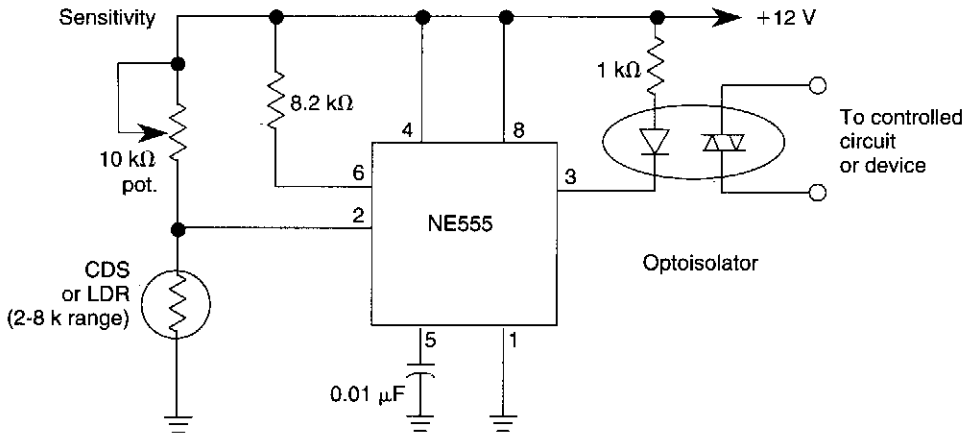 Sensitivity
+12 V
1 kΩ
8.2 kΩ
4
8
To controlled
circuit
or device
10 kΩ
pot.
6
3
2
NE555
CDS
or LDR
(2-8 k range)
Optoisolator
5
1
0.01 μF